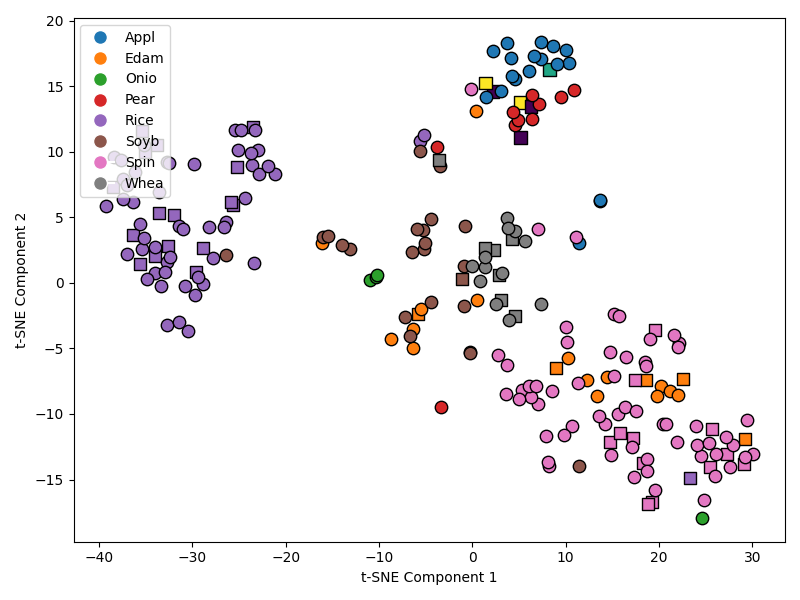 20
15
10
5
0
−5
−10
−15
−40
−30
−20
−10
0
10
20
30
t-SNE Component 1
t-SNE Component 2
Appl
Edam
Onio
Pear
Rice
Soyb
Spin
Whea